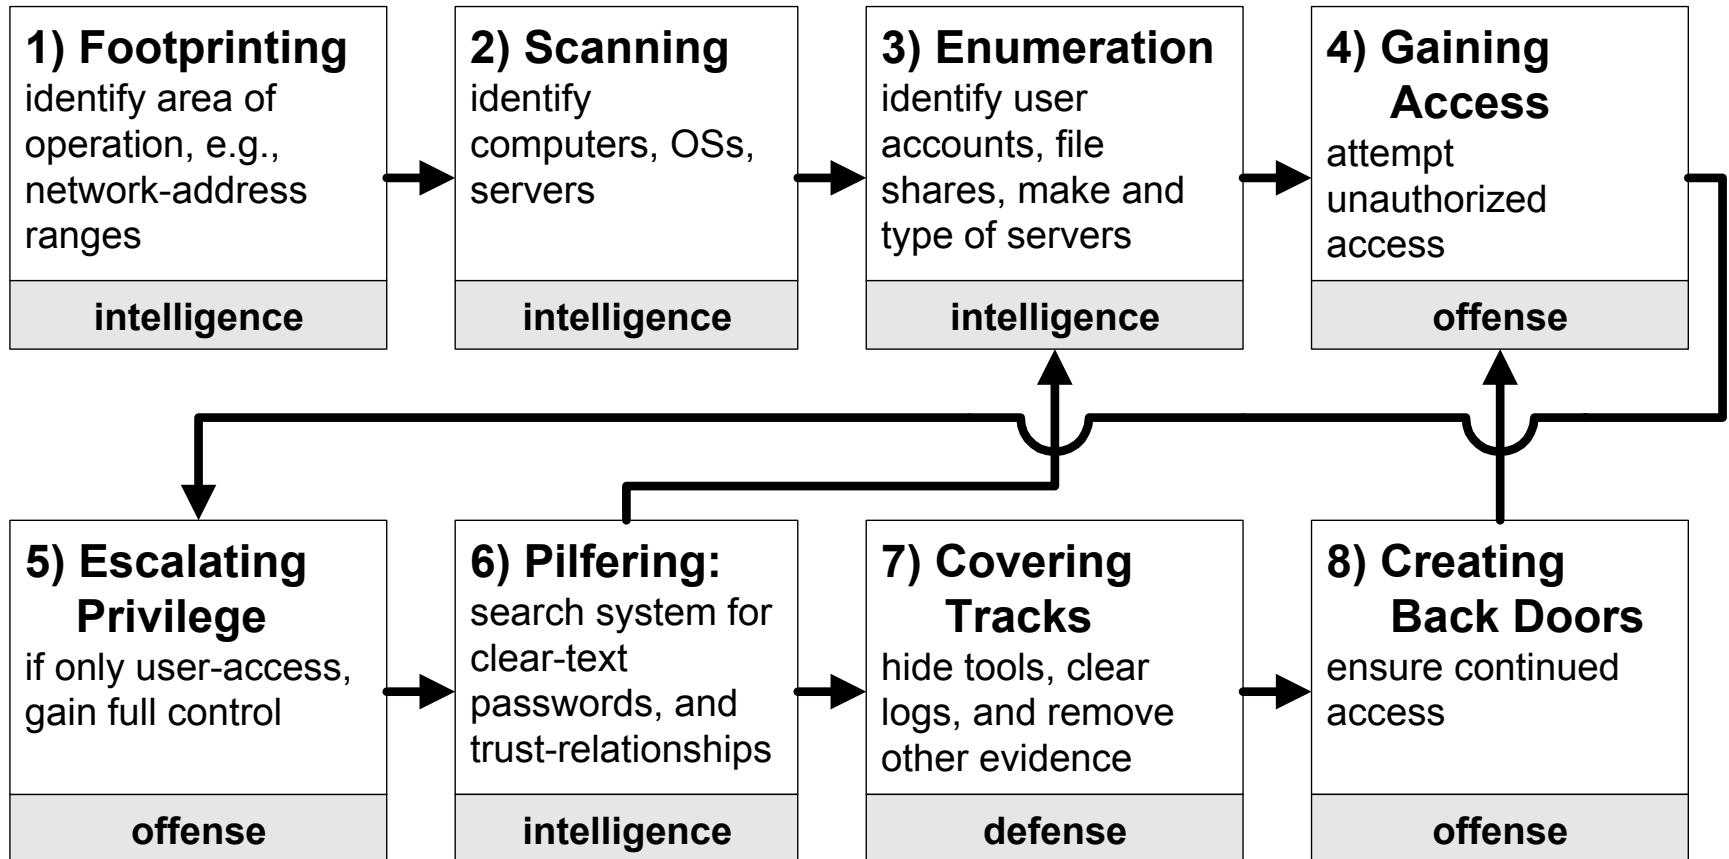 1) Footprinting
identify area of
operation, e.g.,
network-address
ranges
intelligence
2) Scanning
identify
computers, OSs,
servers
intelligence
3) Enumeration
identify user
accounts, file
shares, make and
type of servers
intelligence
4) Gaining
Access
attempt
unauthorized
access
offense
5) Escalating
Privilege
if only user-access,
gain full control
offense
6) Pilfering:
search system for
clear-text
passwords, and
trust-relationships
intelligence
7) Covering
Tracks
hide tools, clear
logs, and remove
other evidence
defense
8) Creating
Back Doors
ensure continued
access
offense